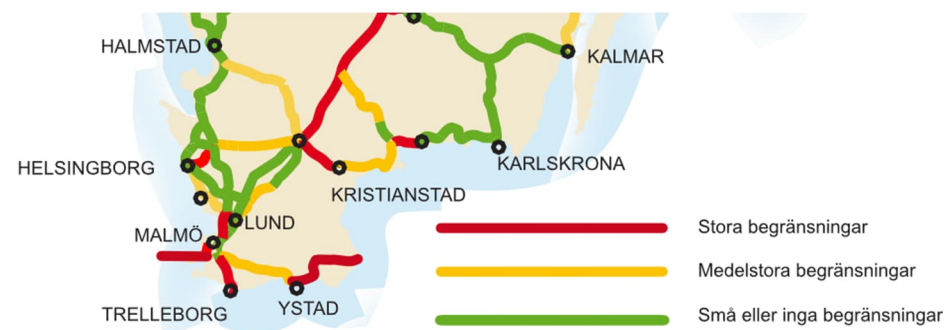 HALMSTAD
KALMAR
HELSINGBORG
KARLSKRONA
KRISTIANSTAD
LUND
MALMÖ
TRELLEBORG
YSTAD
Stora begränsningar
Medelstora begränsningar
Små eller inga begränsningar